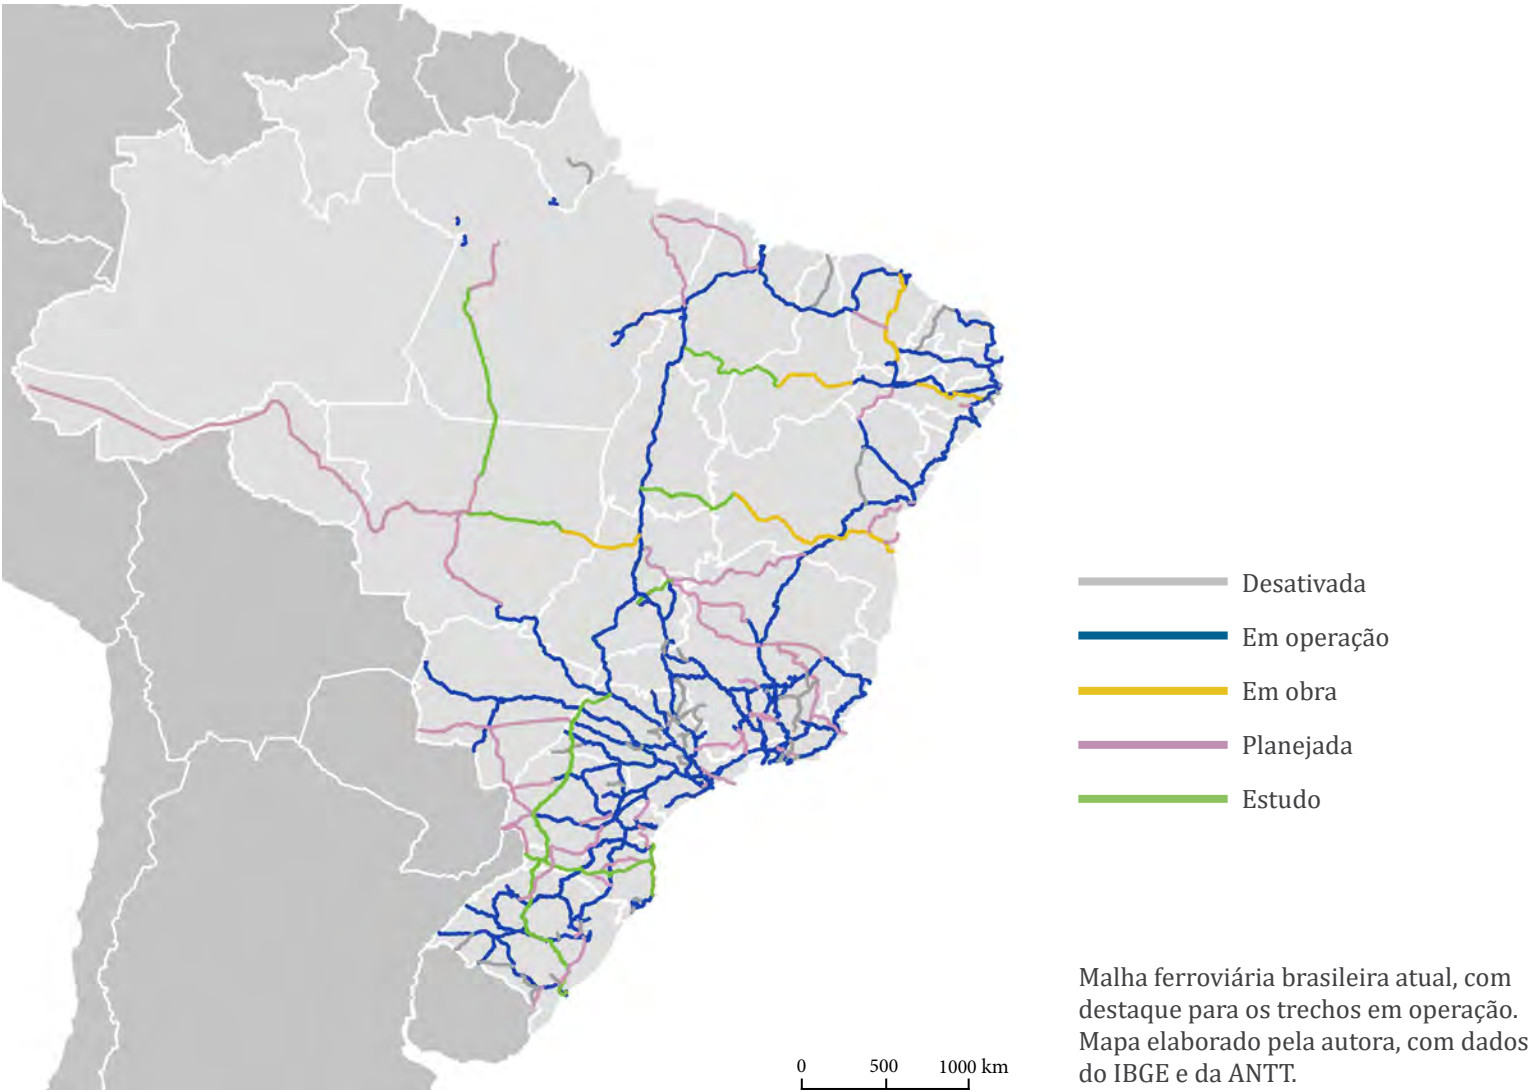 Desativada
Em operação
Em obra
Planejada
Estudo
Malha ferroviária brasileira atual, com
destaque para os trechos em operação.
Mapa elaborado pela autora, com dados
do IBGE e da ANTT.
0 500 1000 km